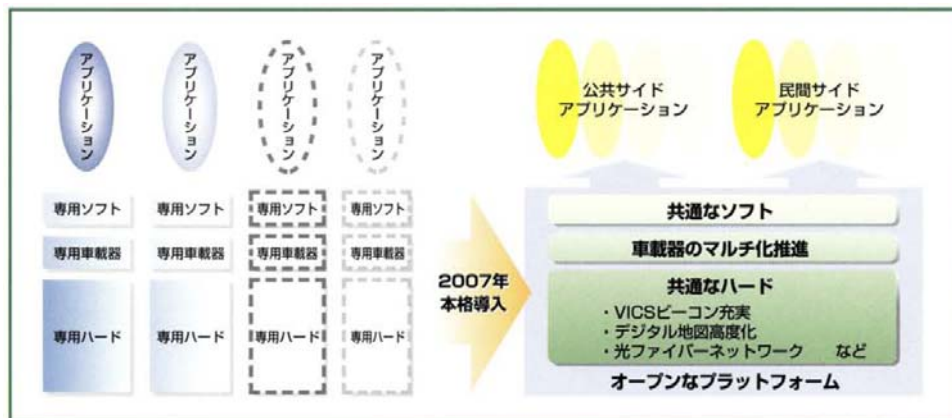 アプリケーション
アプリケーション
アプリケーション
アプリケーション
専用ソフト
専用ソフト
専用ソフト
専用ソフト
専用車載器
専用車載器
専用車載器
専用車載器
専用ハード
専用ハード
専用ハード
専用ハード
2007年
本格導入
公共サイド
アプリケーション
民間サイド
アプリケーション
共通なソフト
車載器のマルチ化推進
共通なハード
・VICSビーコン充実
・デジタル地図高度化
・光ファイバーネットワーク　など
オープンなプラットフォーム